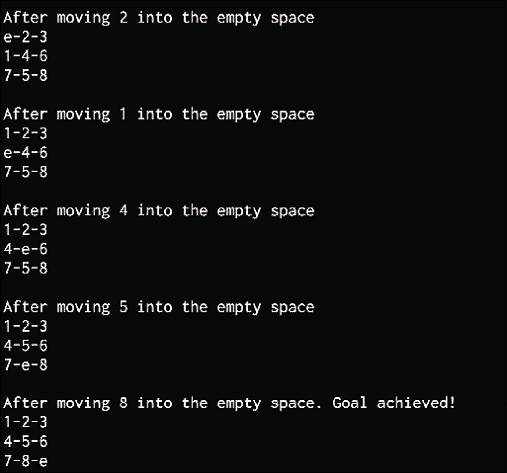 After moving 2 into the empty space
e-2-3
1-4-6
7-5-8
After moving 1 into the empty space
1-2-3
e-4-6
7-5-8
After moving 4 into the empty space
1-2-3
4-e-6
7-5-8
After moving 5 into the empty space
1-2-3
4-5-6
7-e-8
After moving 8 into the empty space. Goal achieved!
1-2-3
4-5-6
7-8-e